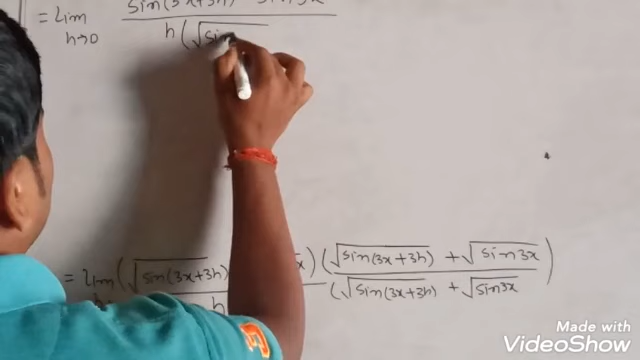 = Lim sin(3x+3h) - sin3x
h→0 h (√sin
= Lim (√sin(3x+3h) x) (√sin(3x+3h) + √sin3x )
h (√sin(3x+3h) + √sin3x
Made with
VideoShow